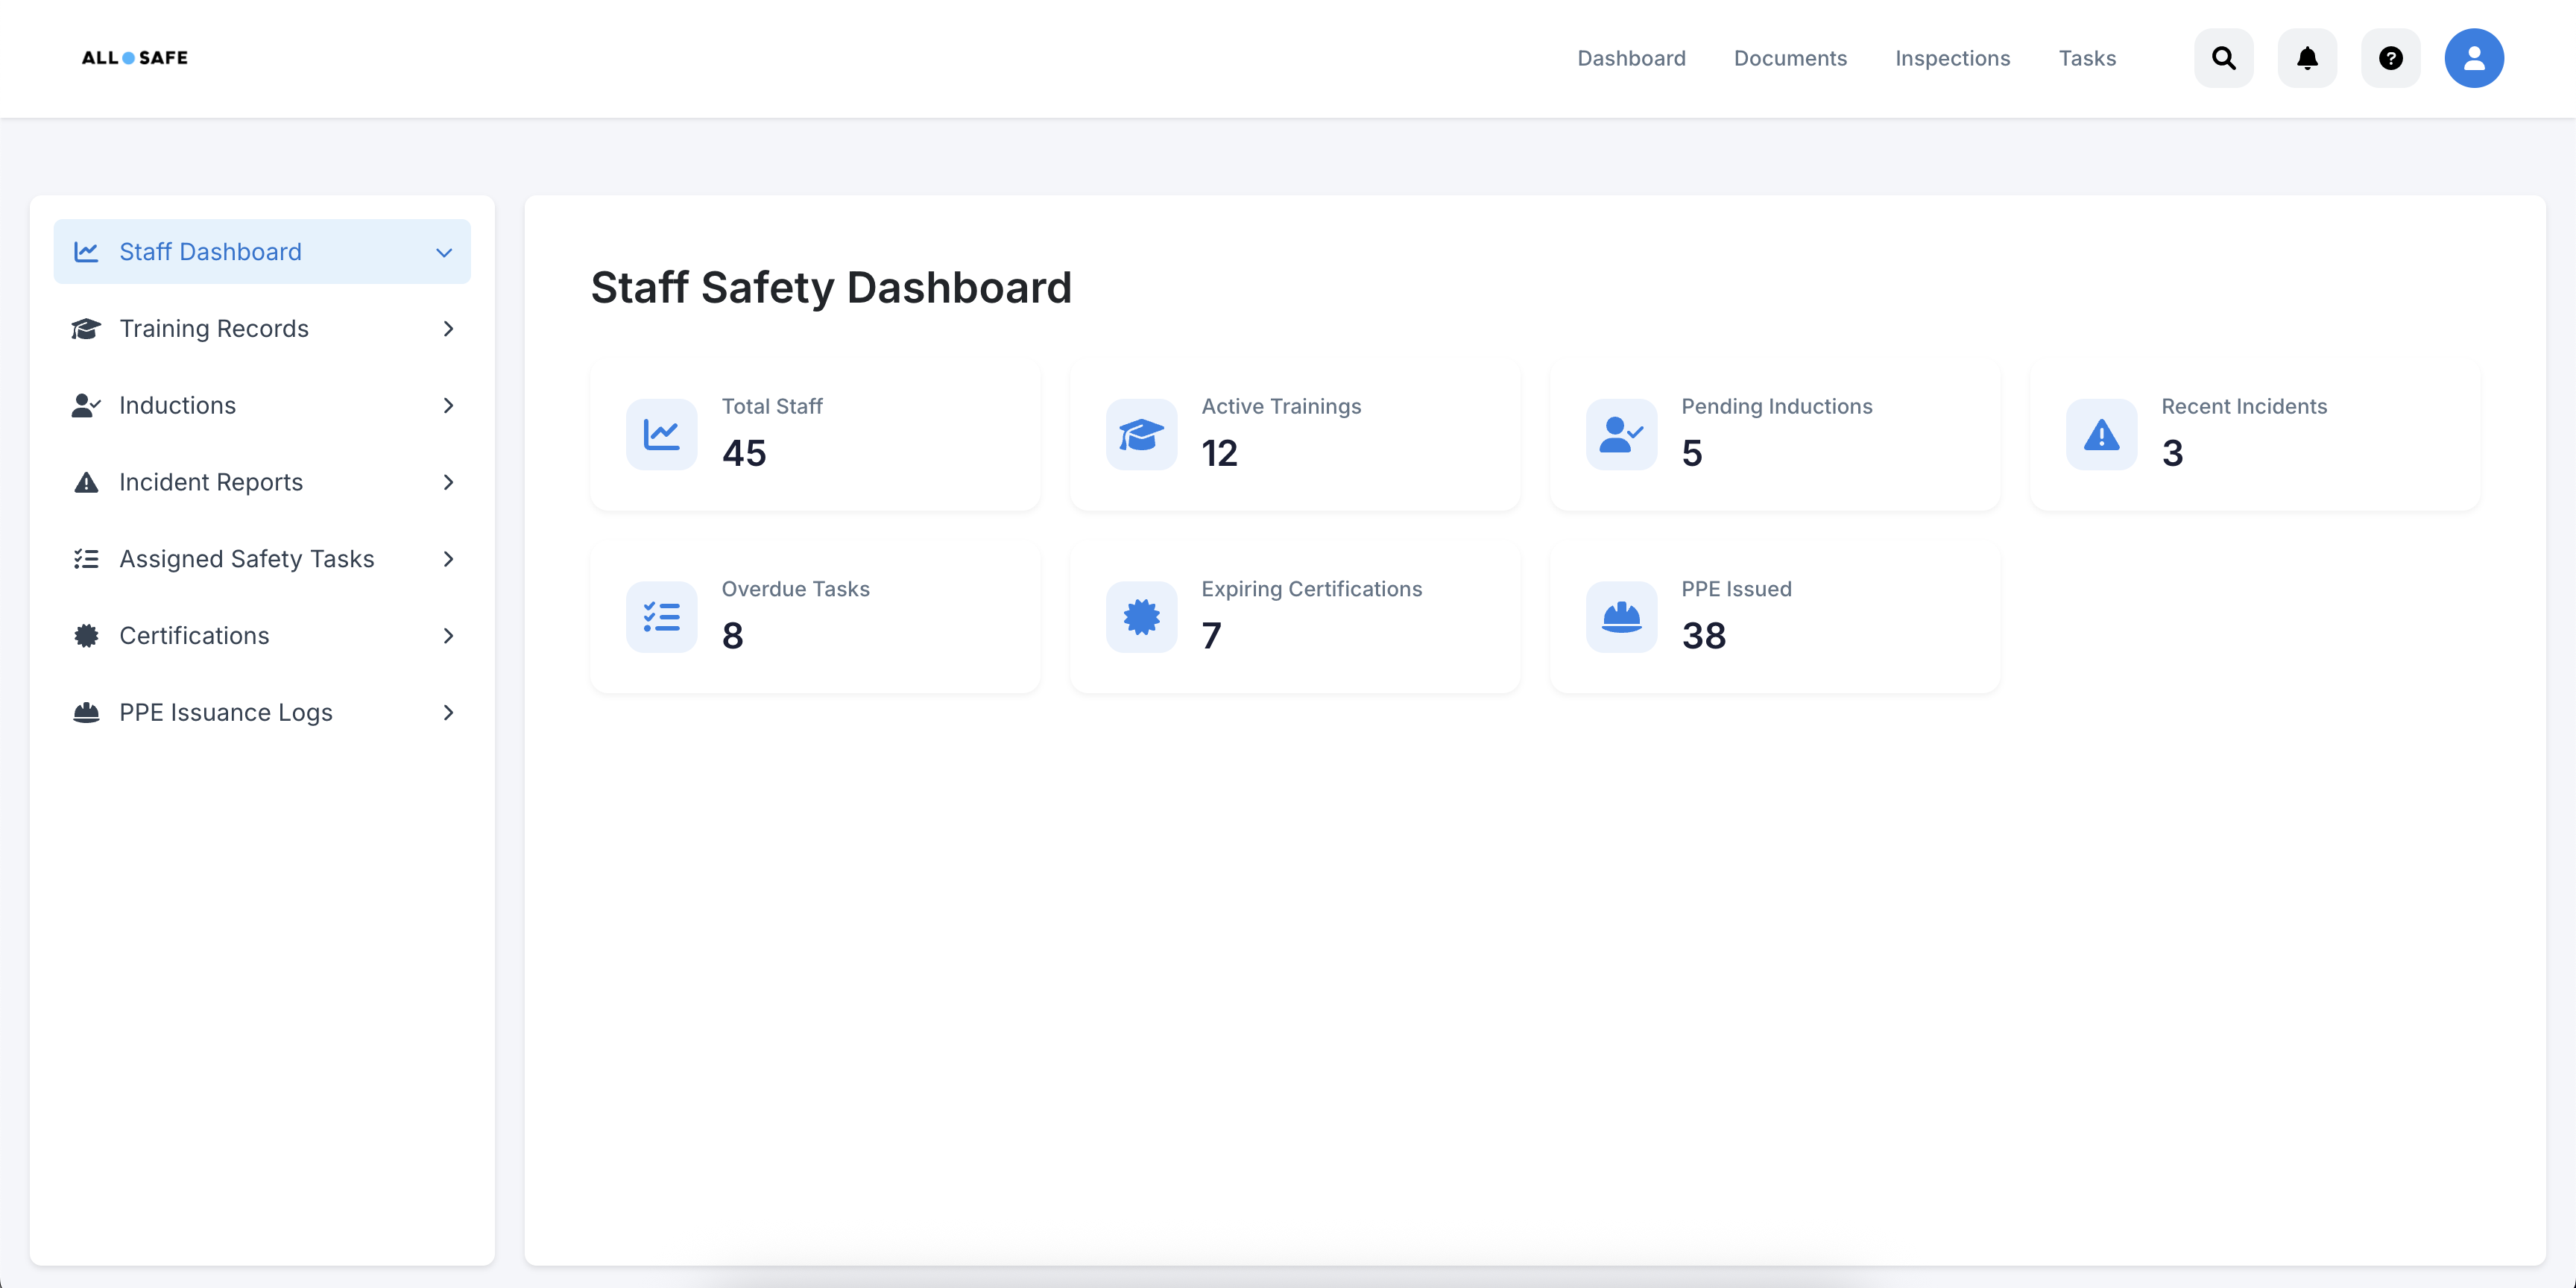 ALL SAFE
Dashboard Documents Inspections Tasks
Staff Dashboard
Training Records
Inductions
Incident Reports
Assigned Safety Tasks
Certifications
PPE Issuance Logs
Staff Safety Dashboard
Total Staff
45
Active Trainings
12
Pending Inductions
5
Recent Incidents
3
Overdue Tasks
8
Expiring Certifications
7
PPE Issued
38